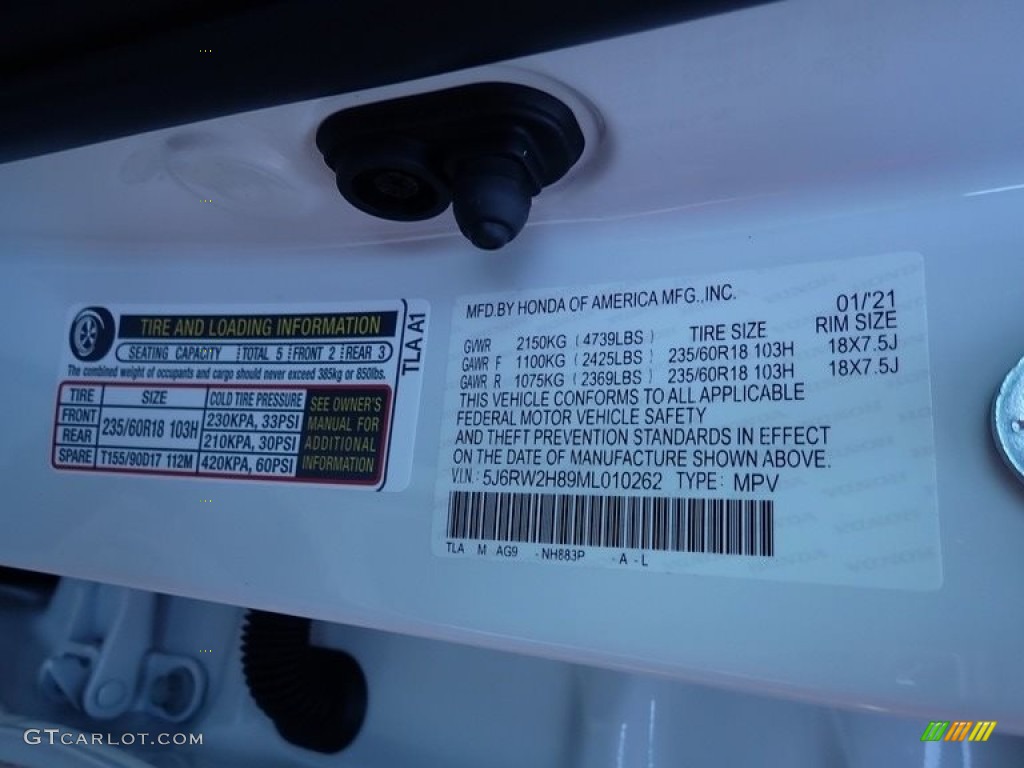 TIRE AND LOADING INFORMATION
SEATING CAPACITY TOTAL 5 FRONT 2 REAR 3
The combined weight of occupants and cargo should never exceed 385kg or 850lbs.
TIRE SIZE COLD TIRE PRESSURE
FRONT 235/60R18 103H 230KPA, 33PSI
REAR 210KPA, 30PSI
SPARE T155/90D17 112M 420KPA, 60PSI
SEE OWNER'S
MANUAL FOR
ADDITIONAL
INFORMATION
TLA A1
MFD.BY HONDA OF AMERICA MFG.,INC. 01/'21
GVWR 2150KG (4739LBS) TIRE SIZE RIM SIZE
GAWR F 1100KG (2425LBS) 235/60R18 103H 18X7.5J
GAWR R 1075KG (2369LBS) 235/60R18 103H 18X7.5J
THIS VEHICLE CONFORMS TO ALL APPLICABLE
FEDERAL MOTOR VEHICLE SAFETY
AND THEFT PREVENTION STANDARDS IN EFFECT
ON THE DATE OF MANUFACTURE SHOWN ABOVE.
V.I.N.: 5J6RW2H89ML010262 TYPE: MPV
TLA M AG9 -NH883P -A-L
GTCARLOT.COM